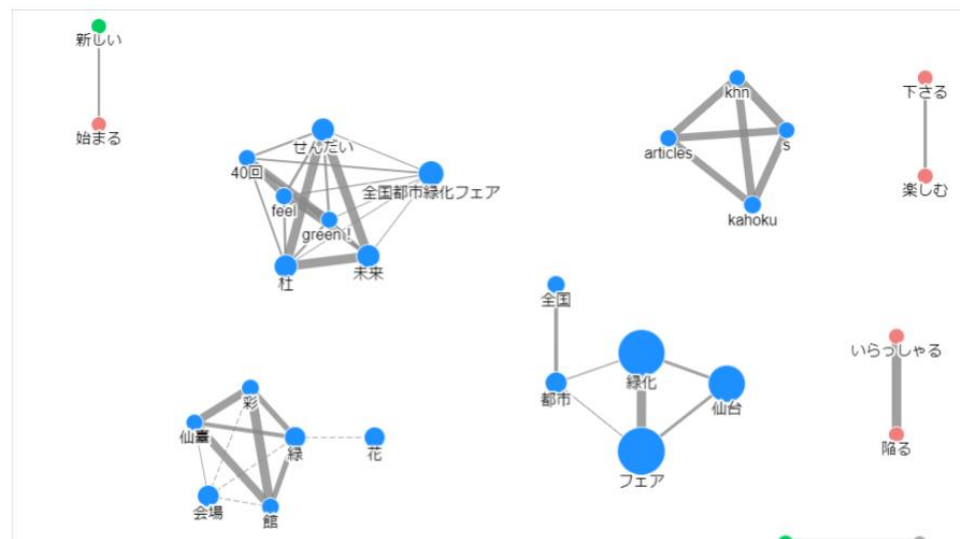 新しい
始まる
せんだい
40回
全国都市緑化フェア
feel
green !
杜
未来
khn
articles
s
kahoku
下さる
楽しむ
全国
都市
緑化
仙台
フェア
いらっしゃる
陥る
彩
仙臺
緑
花
会場
館